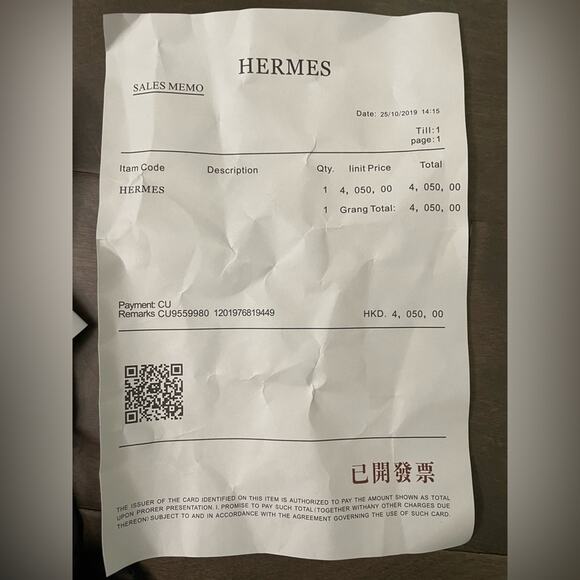 HERMES
SALES MEMO
Date: 25/10/2019 14:15
Till:1
page:1
Itam Code Description Qty. Iinit Price Total
HERMES 1 4, 050, 00 4, 050, 00
1 Grang Total: 4, 050, 00
Payment: CU
Remarks CU9559980 1201976819449 HKD. 4, 050, 00
已開發票
THE ISSUER OF THE CARD IDENTIFIED ON THIS ITEM IS AUTHORIZED TO PAY THE AMOUNT SHOWN AS TOTAL
UPON PRORER PRESENTATION. I. PROMISE TO PAY SUCH TOTAL (TOGETHER WITHANY OTHER CHARGES DUE
THEREON) SUBJECT TO AND IN ACCORDANCE WITH THE AGREEMENT GOVERNING THE USE OF SUCH CARD.